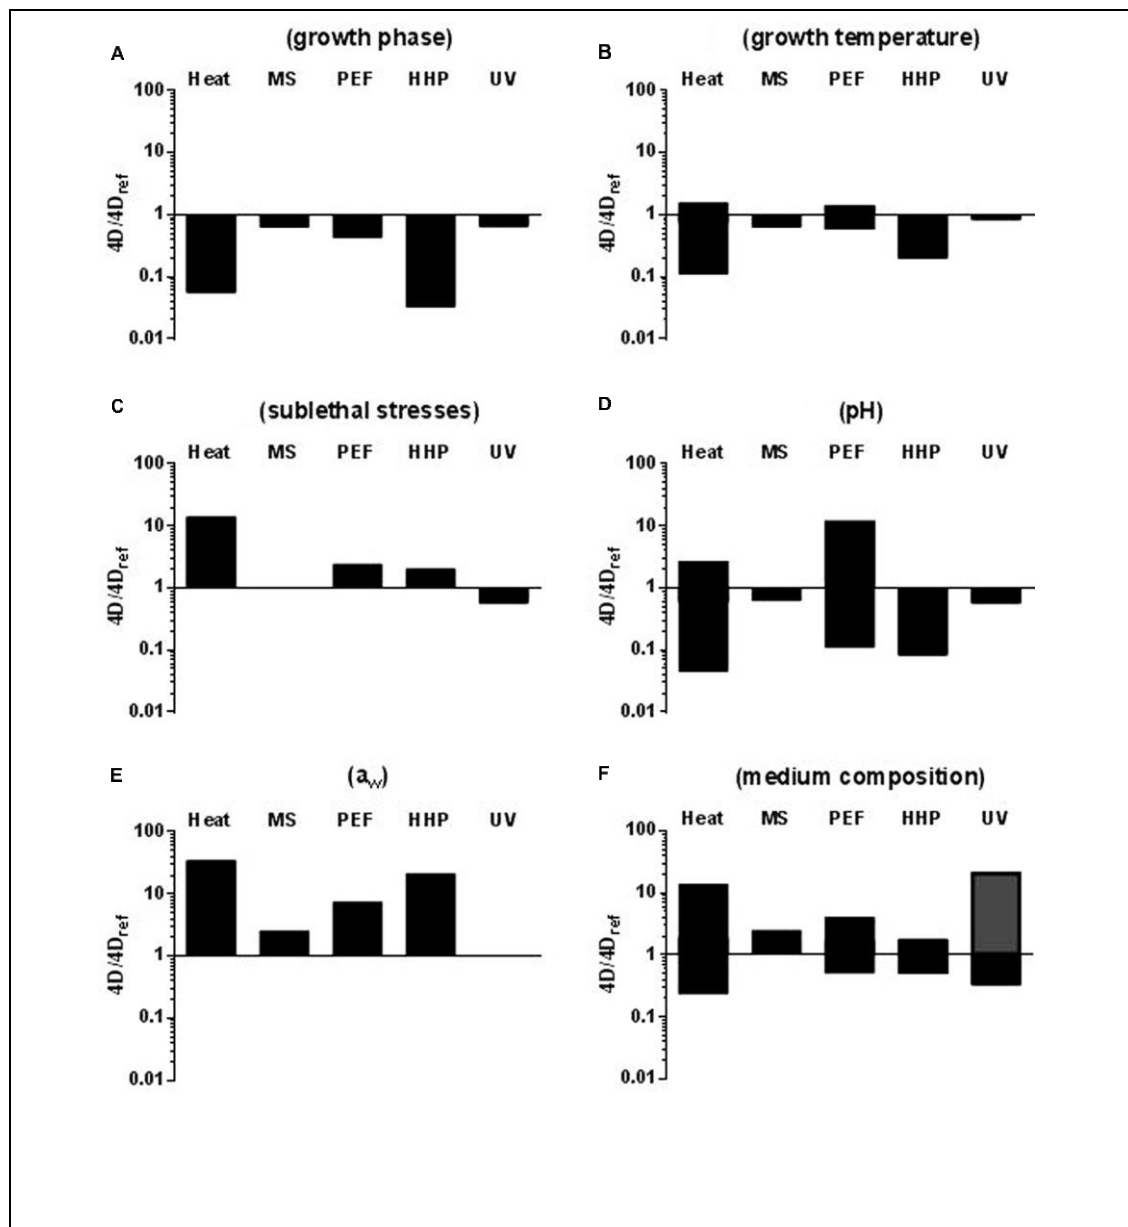 A (growth phase)
Heat MS PEF HHP UV
100
10
1
0.1
0.01
4D/4Dref
B (growth temperature)
Heat MS PEF HHP UV
100
10
1
0.1
0.01
4D/4Dref
C (sublethal stresses)
Heat MS PEF HHP UV
100
10
1
0.1
0.01
4D/4Dref
D (pH)
Heat MS PEF HHP UV
100
10
1
0.1
0.01
4D/4Dref
E (aw)
Heat MS PEF HHP UV
100
10
1
0.1
0.01
4D/4Dref
F (medium composition)
Heat MS PEF HHP UV
100
10
1
0.1
0.01
4D/4Dref